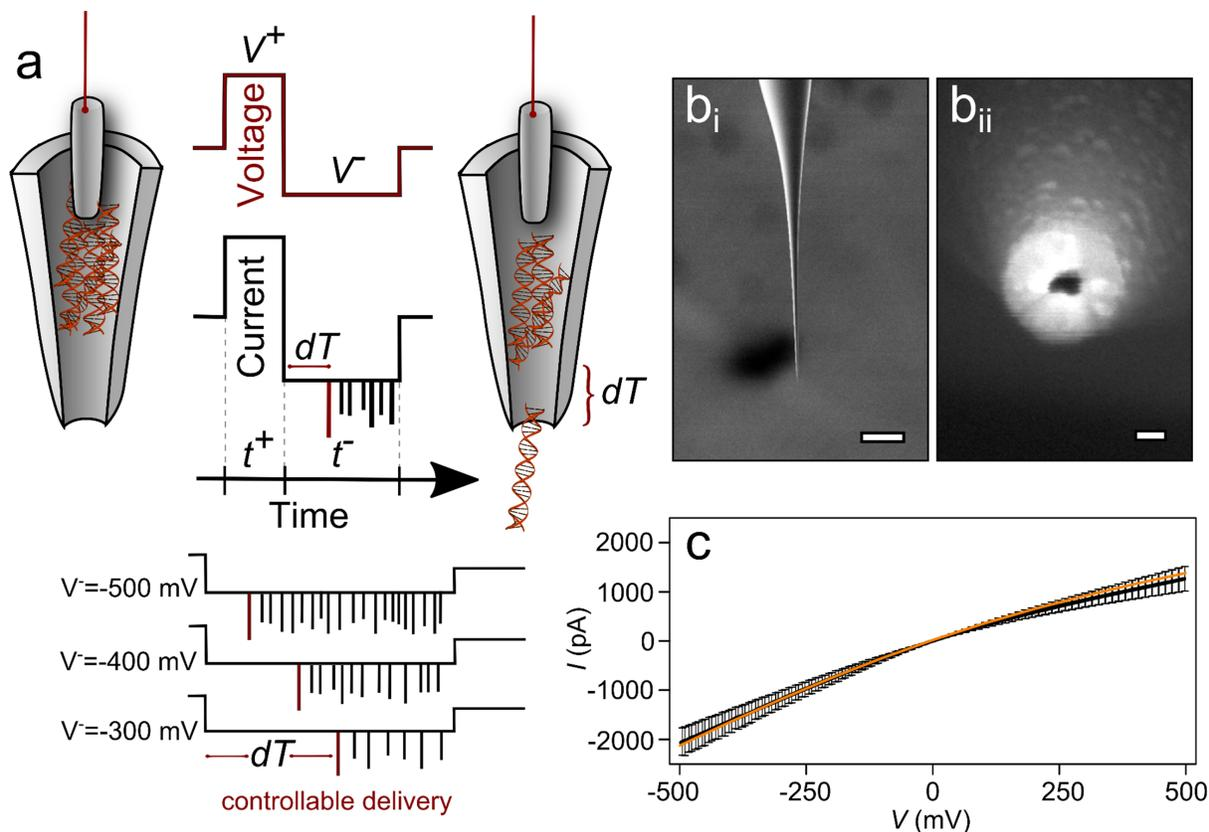 a
V⁺
Voltage
V⁻
Current
dT
dT
t⁺
t⁻
Time
V⁻=-500 mV
V⁻=-400 mV
V⁻=-300 mV
dT
controllable delivery
bᵢ
bᵢᵢ
c
2000
1000
0
-1000
-2000
I (pA)
-500
-250
0
250
500
V (mV)